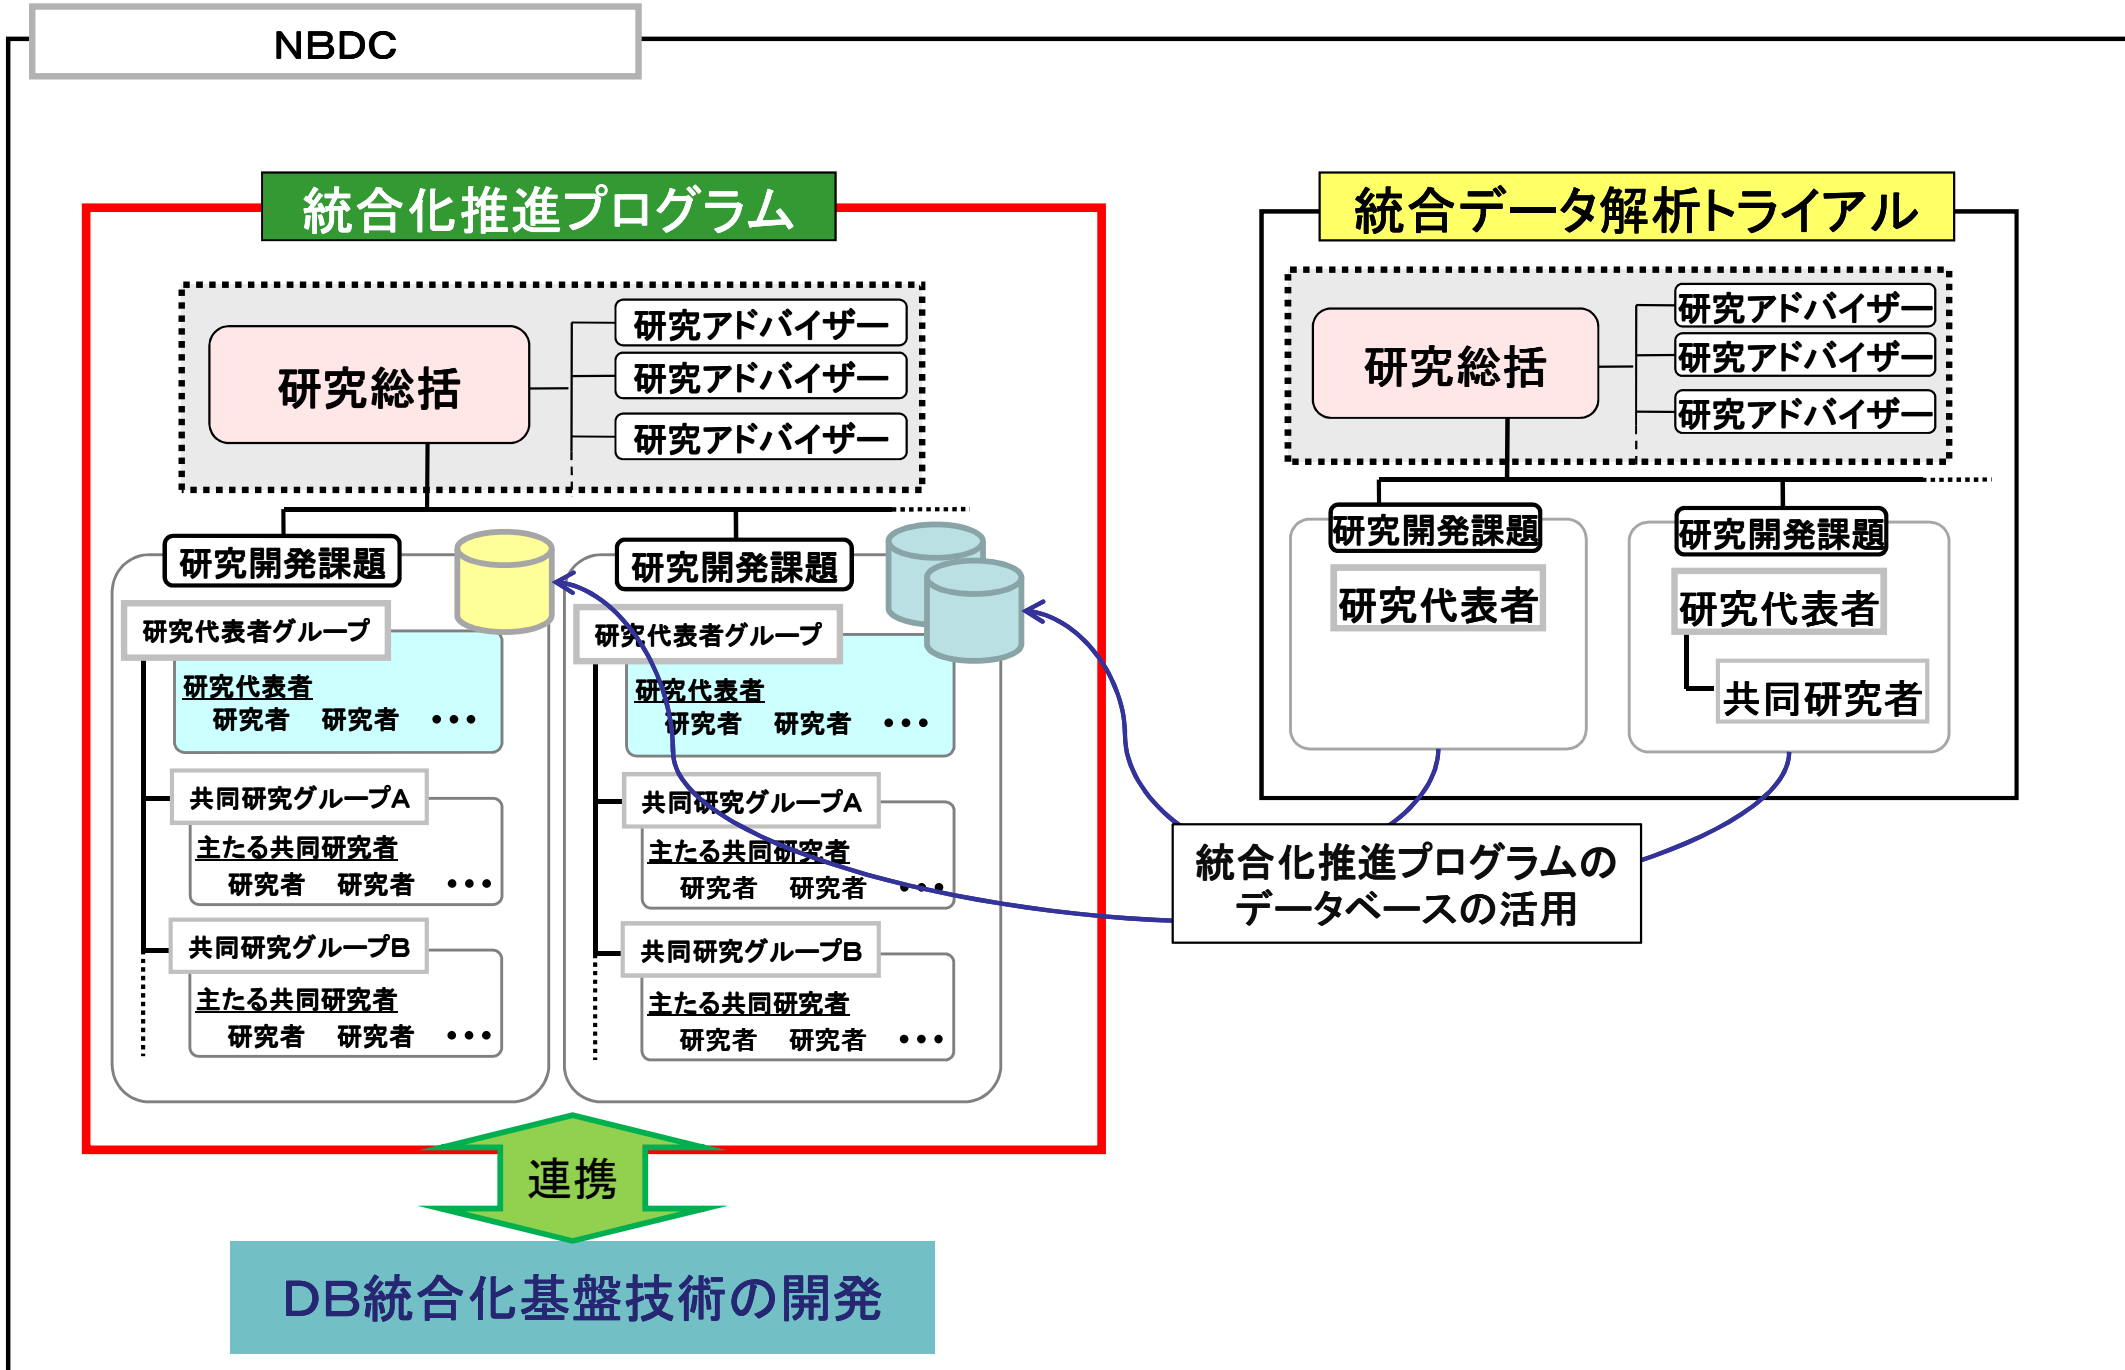 NBDC
統合化推進プログラム
研究総括
研究アドバイザー
研究アドバイザー
研究アドバイザー
研究開発課題
研究代表者グループ
研究代表者
研究者 研究者 •••
共同研究グループA
主たる共同研究者
研究者 研究者 •••
共同研究グループB
主たる共同研究者
研究者 研究者 •••
研究開発課題
研究代表者グループ
研究代表者
研究者 研究者 •••
共同研究グループA
主たる共同研究者
研究者 研究者 •••
共同研究グループB
主たる共同研究者
研究者 研究者 •••
連携
DB統合化基盤技術の開発
統合データ解析トライアル
研究総括
研究アドバイザー
研究アドバイザー
研究アドバイザー
研究開発課題
研究代表者
研究開発課題
研究代表者
共同研究者
統合化推進プログラムの
データベースの活用